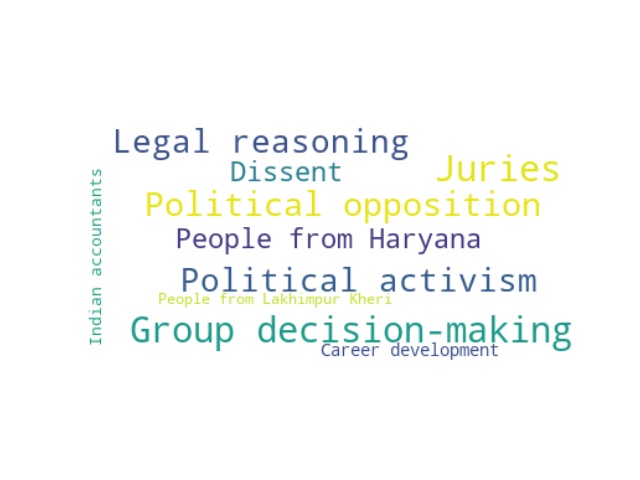 Legal reasoning
Juries
Dissent
Political opposition
People from Haryana
Political activism
People from Lakhimpur Kheri
Group decision-making
Career development
Indian accountants